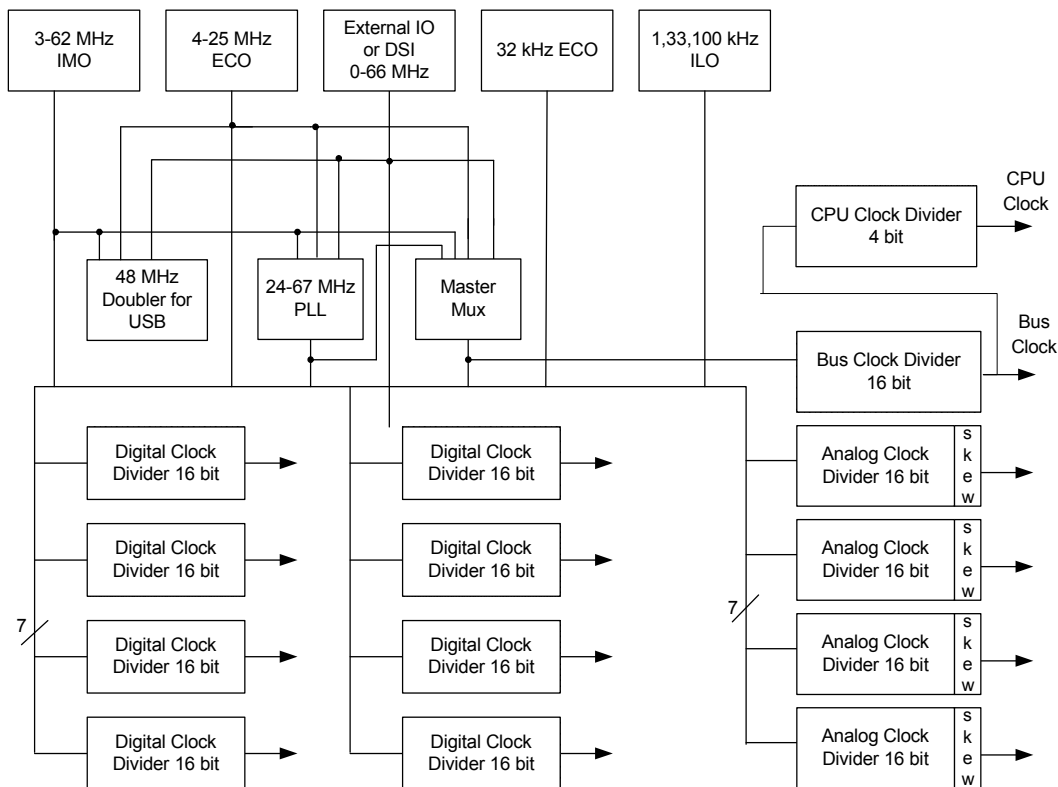 3-62 MHz
IMO
4-25 MHz
ECO
External IO
or DSI
0-66 MHz
32 kHz ECO
1,33,100 kHz
ILO
48 MHz
Doubler for
USB
24-67 MHz
PLL
Master
Mux
CPU Clock Divider
4 bit
CPU
Clock
Bus Clock Divider
16 bit
Bus
Clock
Digital Clock
Divider 16 bit
Digital Clock
Divider 16 bit
Analog Clock
Divider 16 bit
s
k
e
w
Digital Clock
Divider 16 bit
Digital Clock
Divider 16 bit
Analog Clock
Divider 16 bit
s
k
e
w
7
7
Digital Clock
Divider 16 bit
Digital Clock
Divider 16 bit
Analog Clock
Divider 16 bit
s
k
e
w
Digital Clock
Divider 16 bit
Digital Clock
Divider 16 bit
Analog Clock
Divider 16 bit
s
k
e
w